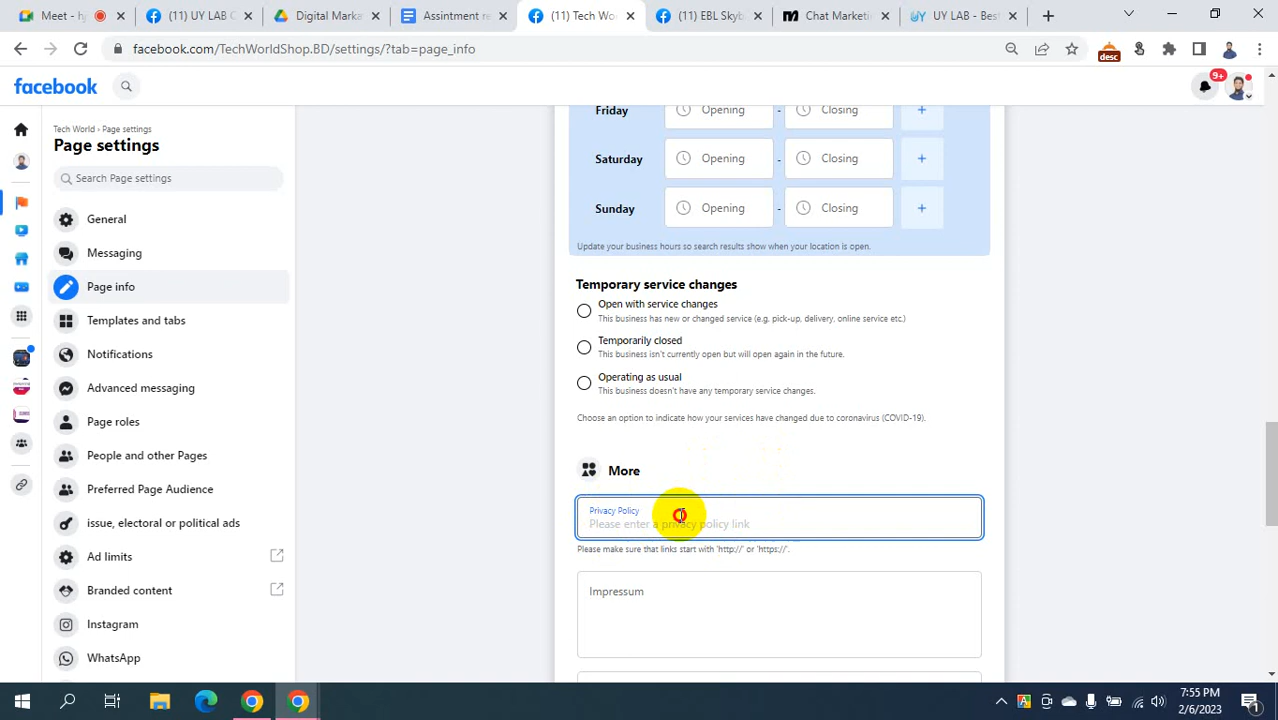 Meet - hy
(11) UY LAB C
Digital Marka
Assintment re
(11) Tech Wo
(11) EBL Skyb
Chat Marketi
UY LAB - Bes
facebook.com/TechWorldShop.BD/settings/?tab=page_info
desc
facebook
9+
Tech World › Page settings
Page settings
Search Page settings
General
Messaging
Page info
Templates and tabs
Notifications
Advanced messaging
Page roles
People and other Pages
Preferred Page Audience
issue, electoral or political ads
Ad limits
Branded content
Instagram
WhatsApp
Friday Opening - Closing +
Saturday Opening - Closing +
Sunday Opening - Closing +
Update your business hours so search results show when your location is open.
Temporary service changes
Open with service changes
This business has new or changed service (e.g. pick-up, delivery, online service etc.)
Temporarily closed
This business isn't currently open but will open again in the future.
Operating as usual
This business doesn't have any temporary service changes.
Choose an option to indicate how your services have changed due to coronavirus (COVID-19).
More
Privacy Policy
Please enter a privacy policy link
Please make sure that links start with 'http://' or 'https://'.
Impressum
7:55 PM
2/6/2023